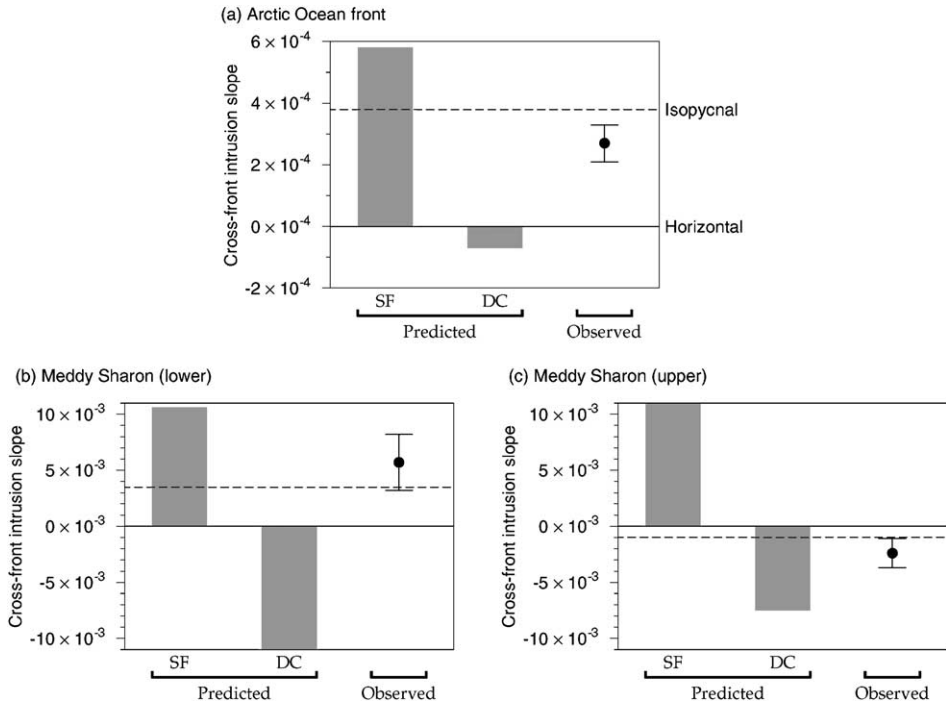 (a) Arctic Ocean front
Cross-front intrusion slope
6 × 10⁻⁴
4 × 10⁻⁴
2 × 10⁻⁴
0 × 10⁻⁴
-2 × 10⁻⁴
Isopycnal
Horizontal
SF DC
Predicted Observed
(b) Meddy Sharon (lower)
Cross-front intrusion slope
10 × 10⁻³
5 × 10⁻³
0 × 10⁻³
-5 × 10⁻³
-10 × 10⁻³
SF DC
Predicted Observed
(c) Meddy Sharon (upper)
Cross-front intrusion slope
10 × 10⁻³
5 × 10⁻³
0 × 10⁻³
-5 × 10⁻³
-10 × 10⁻³
SF DC
Predicted Observed